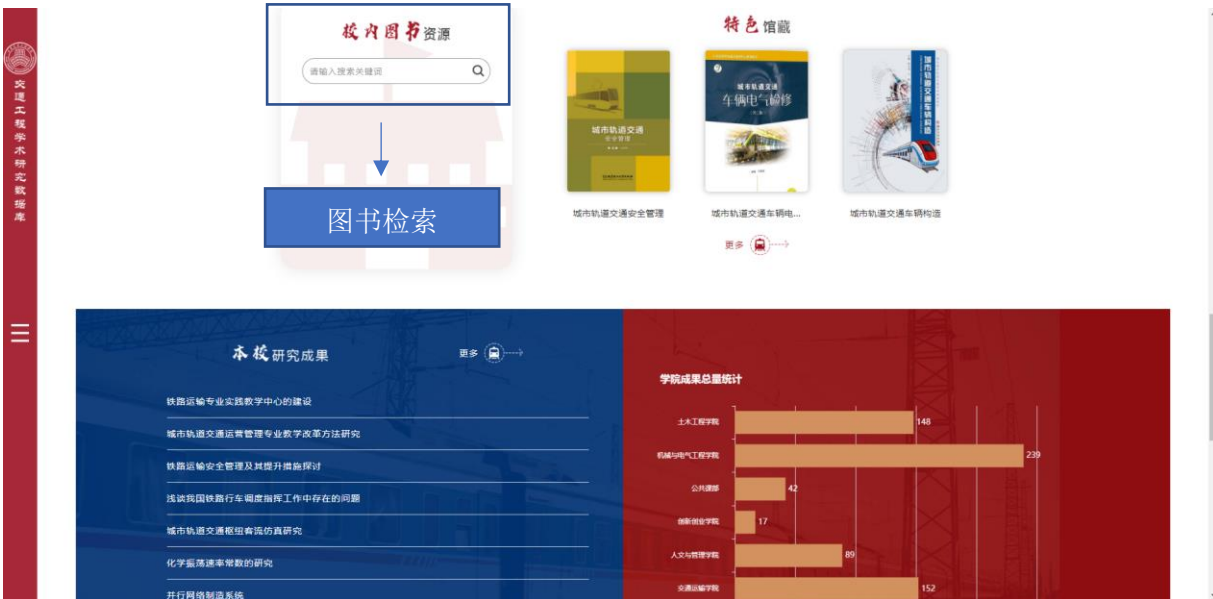 交通工程学术研究数据库
校内图书资源
请输入搜索关键词
图书检索
特色馆藏
城市轨道交通
安全管理
城市轨道交通
车辆电气检修
城市轨道交通车辆构造
城市轨道交通安全管理
城市轨道交通车辆电...
城市轨道交通车辆构造
更多
本校研究成果
更多
铁路运输专业实践教学中心的建设
城市轨道交通运营管理专业教学改革方法研究
铁路运输安全管理及其提升措施探讨
浅谈我国铁路行车调度指挥工作中存在的问题
城市轨道交通枢纽客流仿真研究
化学振荡速率常数的研究
并行网络制造系统
学院成果总量统计
土木工程学院 148
机械与电气工程学院 239
公共课部 42
创新创业学院 17
人文与管理学院 89
交通运输学院 152